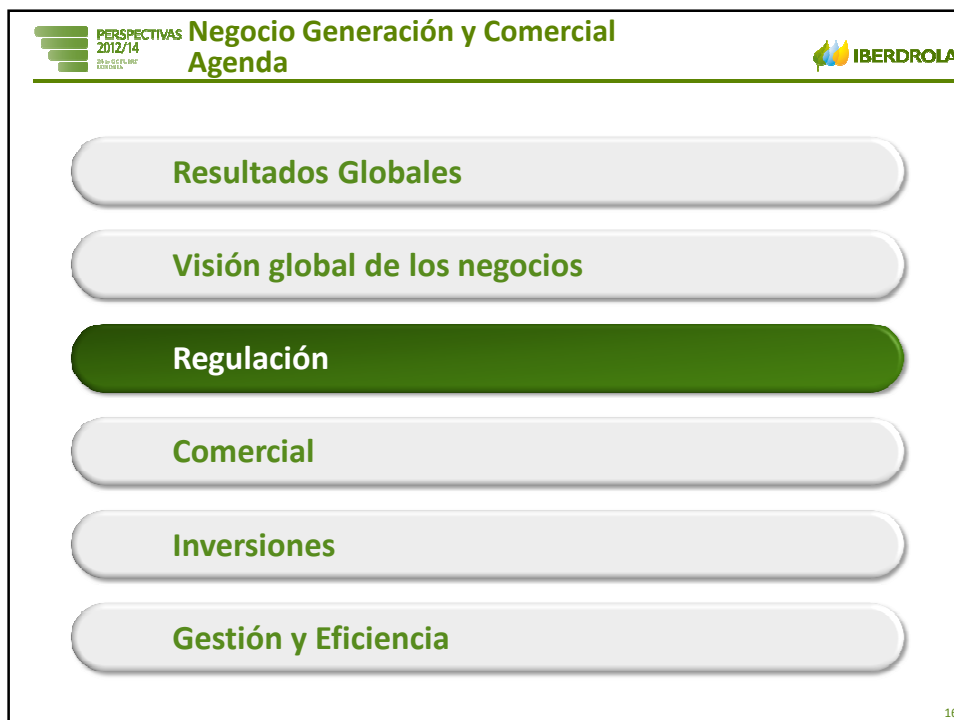 PERSPECTIVAS
2012/14
Negocio Generación y Comercial
Agenda
IBERDROLA
Resultados Globales
Visión global de los negocios
Regulación
Comercial
Inversiones
Gestión y Eficiencia
16